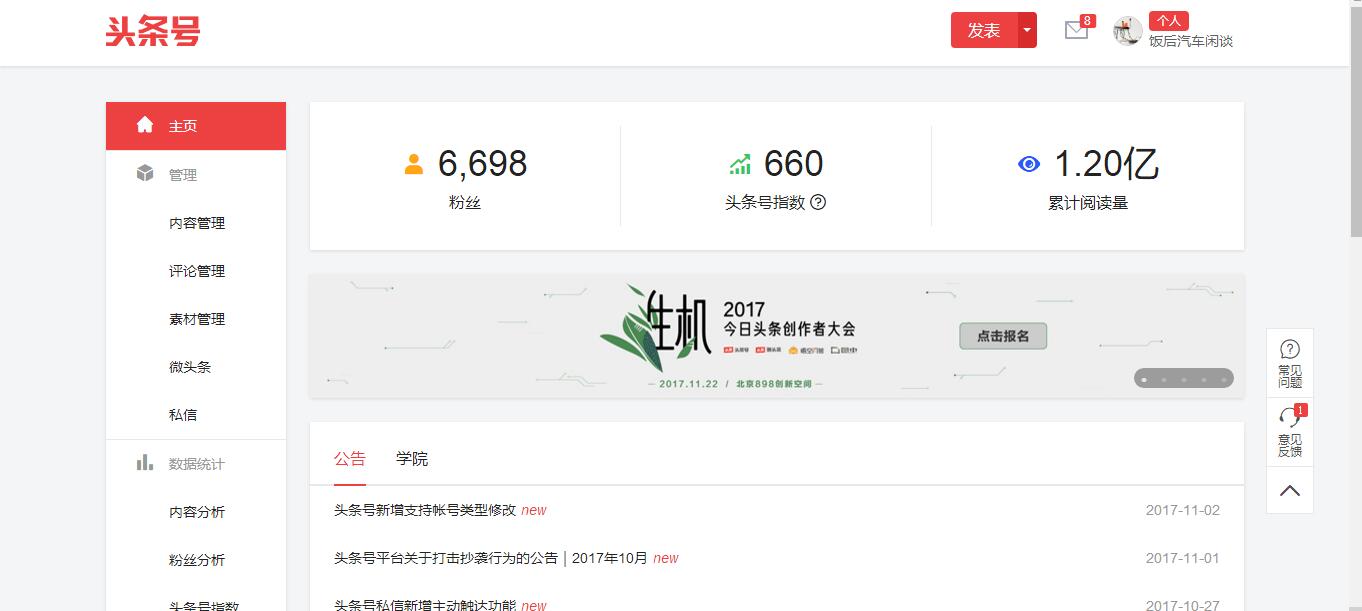 头条号
发表
8
个人
饭后汽车闲谈
主页
管理
内容管理
评论管理
素材管理
微头条
私信
数据统计
内容分析
粉丝分析
头条号指数
6,698
粉丝
660
头条号指数
1.20亿
累计阅读量
生机
2017
今日头条创作者大会
点击报名
2017.11.22 / 北京898创新空间
公告
学院
头条号新增支持帐号类型修改 new
2017-11-02
头条号平台关于打击抄袭行为的公告｜2017年10月 new
2017-11-01
头条号私信新增主动触达功能 new
2017-10-27
常见
问题
1
意见
反馈